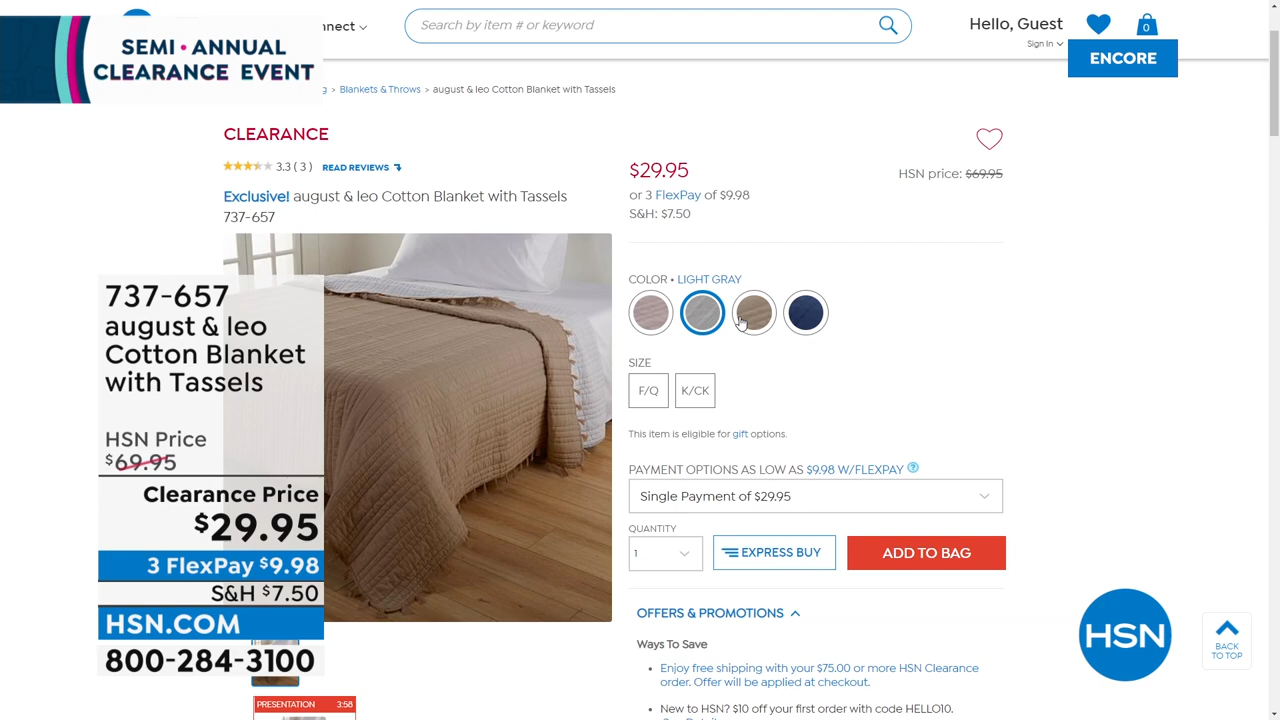 nnect
Search by item # or keyword
Hello, Guest
Sign In
0
ENCORE
SEMI • ANNUAL
CLEARANCE EVENT
g > Blankets & Throws > august & leo Cotton Blanket with Tassels
CLEARANCE
3.3 ( 3 ) READ REVIEWS
Exclusive! august & leo Cotton Blanket with Tassels
737-657
$29.95
HSN price: $69.95
or 3 FlexPay of $9.98
S&H: $7.50
COLOR • LIGHT GRAY
SIZE
F/Q K/CK
This item is eligible for gift options.
PAYMENT OPTIONS AS LOW AS $9.98 W/FLEXPAY ?
Single Payment of $29.95
QUANTITY
1
EXPRESS BUY
ADD TO BAG
OFFERS & PROMOTIONS
Ways To Save
• Enjoy free shipping with your $75.00 or more HSN Clearance
order. Offer will be applied at checkout.
• New to HSN? $10 off your first order with code HELLO10.
737-657
august & leo
Cotton Blanket
with Tassels
HSN Price
$69.95
Clearance Price
$29.95
3 FlexPay $9.98
S&H $7.50
HSN.COM
800-284-3100
PRESENTATION 3:58
HSN
BACK
TO TOP